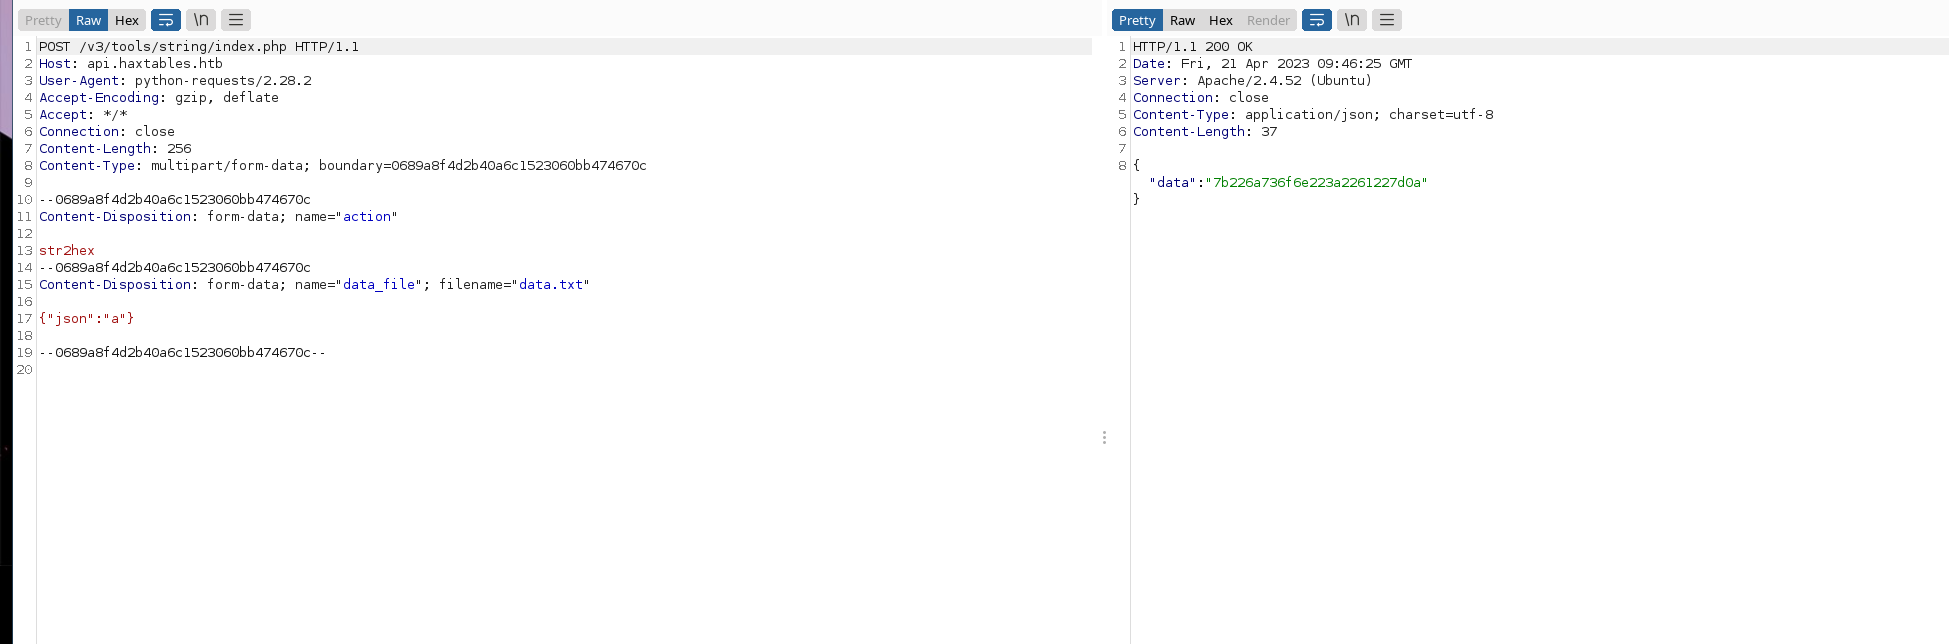 Pretty Raw Hex \n
1 POST /v3/tools/string/index.php HTTP/1.1
2 Host: api.haxtables.htb
3 User-Agent: python-requests/2.28.2
4 Accept-Encoding: gzip, deflate
5 Accept: */*
6 Connection: close
7 Content-Length: 256
8 Content-Type: multipart/form-data; boundary=0689a8f4d2b40a6c1523060bb474670c
9
10 --0689a8f4d2b40a6c1523060bb474670c
11 Content-Disposition: form-data; name="action"
12
13 str2hex
14 --0689a8f4d2b40a6c1523060bb474670c
15 Content-Disposition: form-data; name="data_file"; filename="data.txt"
16
17 {"json":"a"}
18
19 --0689a8f4d2b40a6c1523060bb474670c--
20
Pretty Raw Hex Render \n
1 HTTP/1.1 200 OK
2 Date: Fri, 21 Apr 2023 09:46:25 GMT
3 Server: Apache/2.4.52 (Ubuntu)
4 Connection: close
5 Content-Type: application/json; charset=utf-8
6 Content-Length: 37
7
8 {
"data":"7b226a736f6e223a2261227d0a"
}